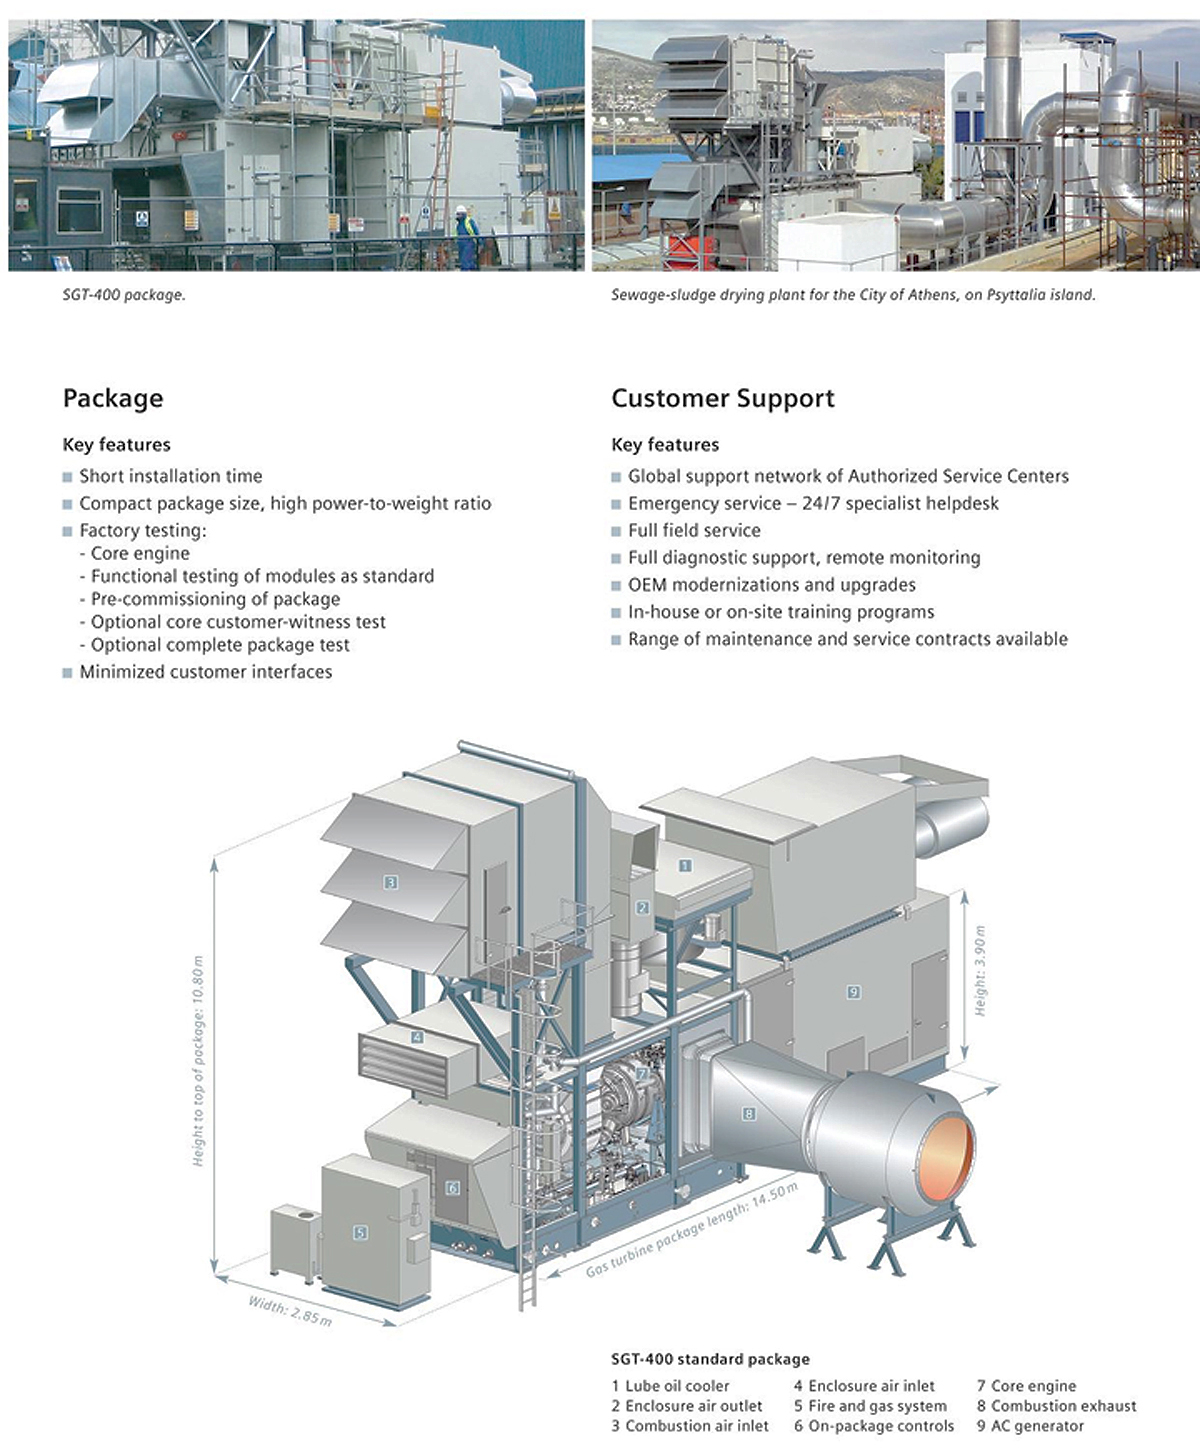 SGT-400 package.
Sewage-sludge drying plant for the City of Athens, on Psyttalia island.
Package
Key features
Short installation time
Compact package size, high power-to-weight ratio
Factory testing:
- Core engine
- Functional testing of modules as standard
- Pre-commissioning of package
- Optional core customer-witness test
- Optional complete package test
Minimized customer interfaces
Customer Support
Key features
Global support network of Authorized Service Centers
Emergency service – 24/7 specialist helpdesk
Full field service
Full diagnostic support, remote monitoring
OEM modernizations and upgrades
In-house or on-site training programs
Range of maintenance and service contracts available
1
3
2
9
4
7
8
6
5
Height to top of package: 10.80 m
Height: 3.90 m
Gas turbine package length: 14.50 m
Width: 2.85 m
SGT-400 standard package
1 Lube oil cooler
2 Enclosure air outlet
3 Combustion air inlet
4 Enclosure air inlet
5 Fire and gas system
6 On-package controls
7 Core engine
8 Combustion exhaust
9 AC generator